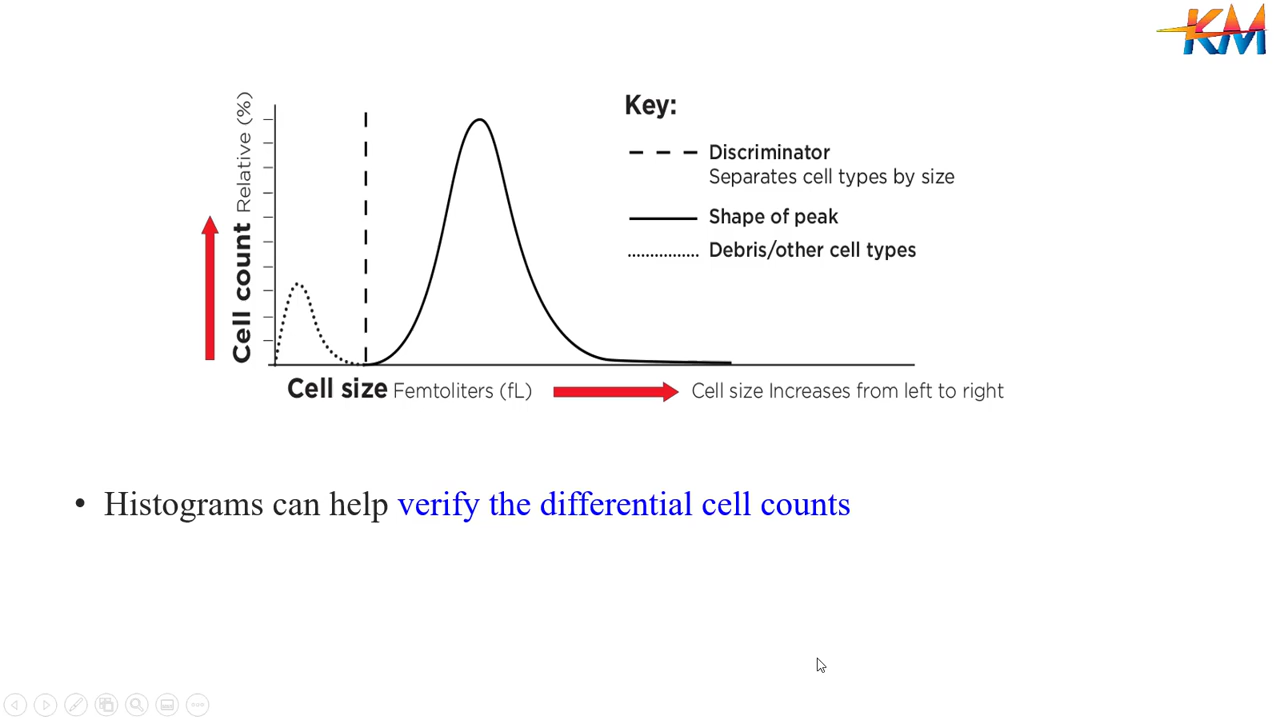 KM
Key:
Discriminator
Separates cell types by size
Shape of peak
Debris/other cell types
Cell count Relative (%)
Cell size Femtoliters (fL)
Cell size Increases from left to right
• Histograms can help verify the differential cell counts